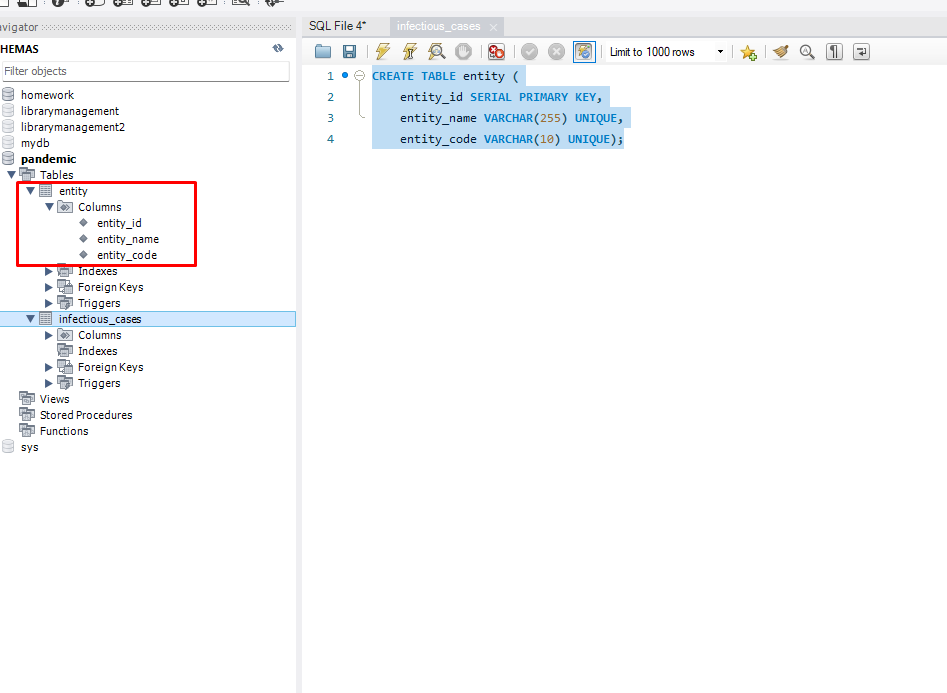 avigator
SQL File 4*
infectious_cases
HEMAS
Filter objects
Limit to 1000 rows
homework
librarymanagement
librarymanagement2
mydb
pandemic
Tables
entity
Columns
entity_id
entity_name
entity_code
Indexes
Foreign Keys
Triggers
infectious_cases
Columns
Indexes
Foreign Keys
Triggers
Views
Stored Procedures
Functions
sys
1 CREATE TABLE entity (
2 entity_id SERIAL PRIMARY KEY,
3 entity_name VARCHAR(255) UNIQUE,
4 entity_code VARCHAR(10) UNIQUE);